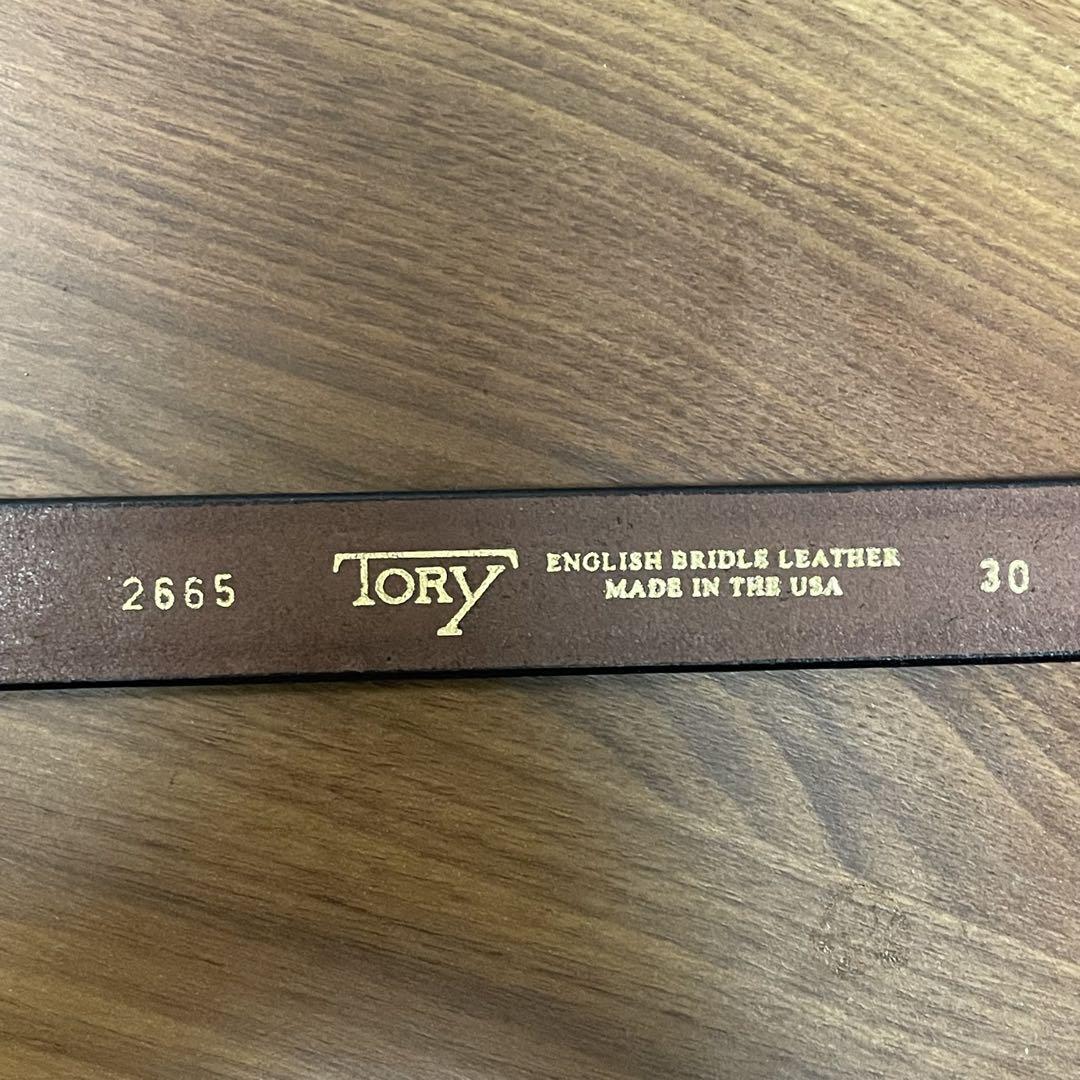 2665
TORY
ENGLISH BRIDLE LEATHER
MADE IN THE USA
30